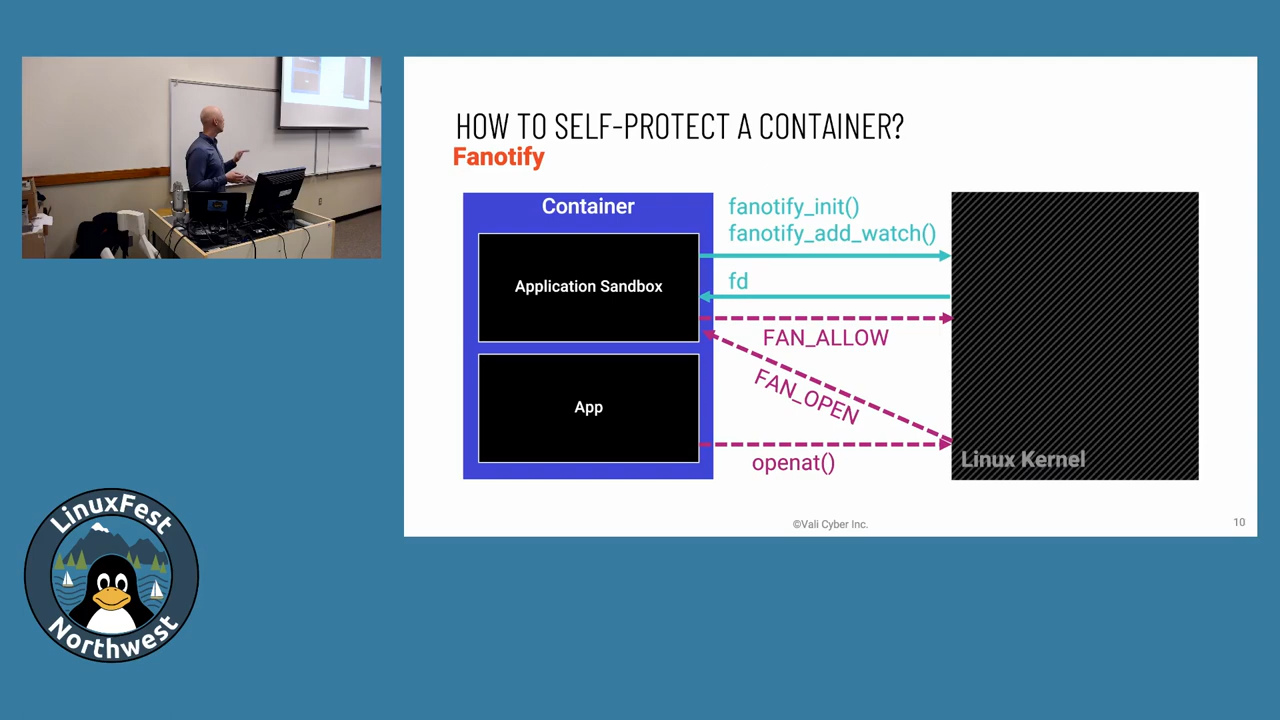 HOW TO SELF-PROTECT A CONTAINER?
Fanotify
Container
Application Sandbox
App
fanotify_init()
fanotify_add_watch()
fd
FAN_ALLOW
FAN_OPEN
openat()
Linux Kernel
©Vali Cyber Inc.
10
LinuxFest
Northwest